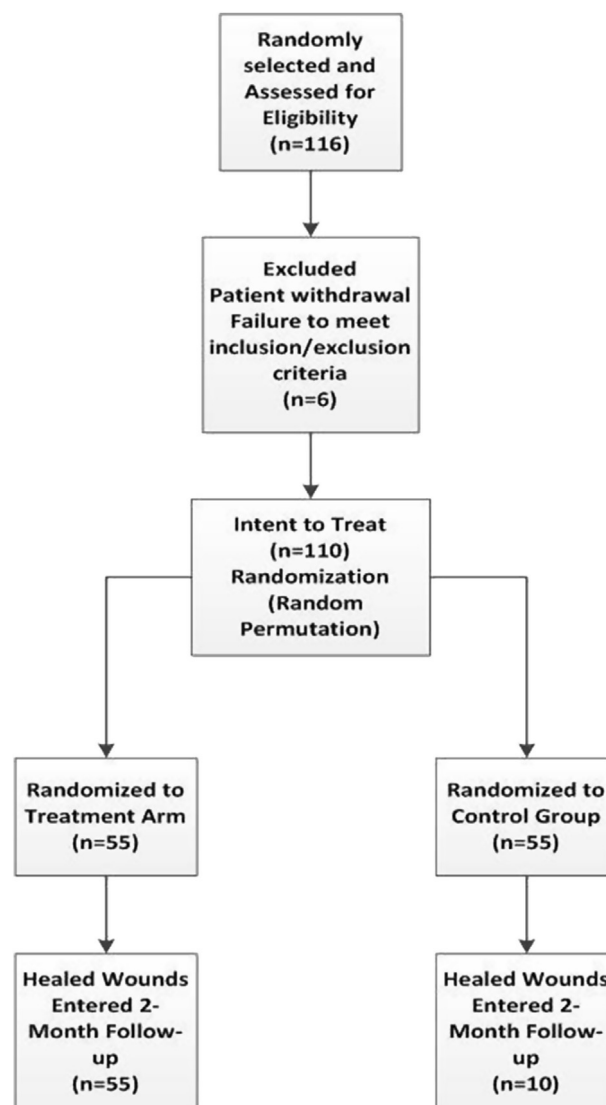 Randomly
selected and
Assessed for
Eligibility
(n=116)
Excluded
Patient withdrawal
Failure to meet
inclusion/exclusion
criteria
(n=6)
Intent to Treat
(n=110)
Randomization
(Random
Permutation)
Randomized to
Treatment Arm
(n=55)
Randomized to
Control Group
(n=55)
Healed Wounds
Entered 2-
Month Follow-
up
(n=55)
Healed Wounds
Entered 2-
Month Follow-
up
(n=10)